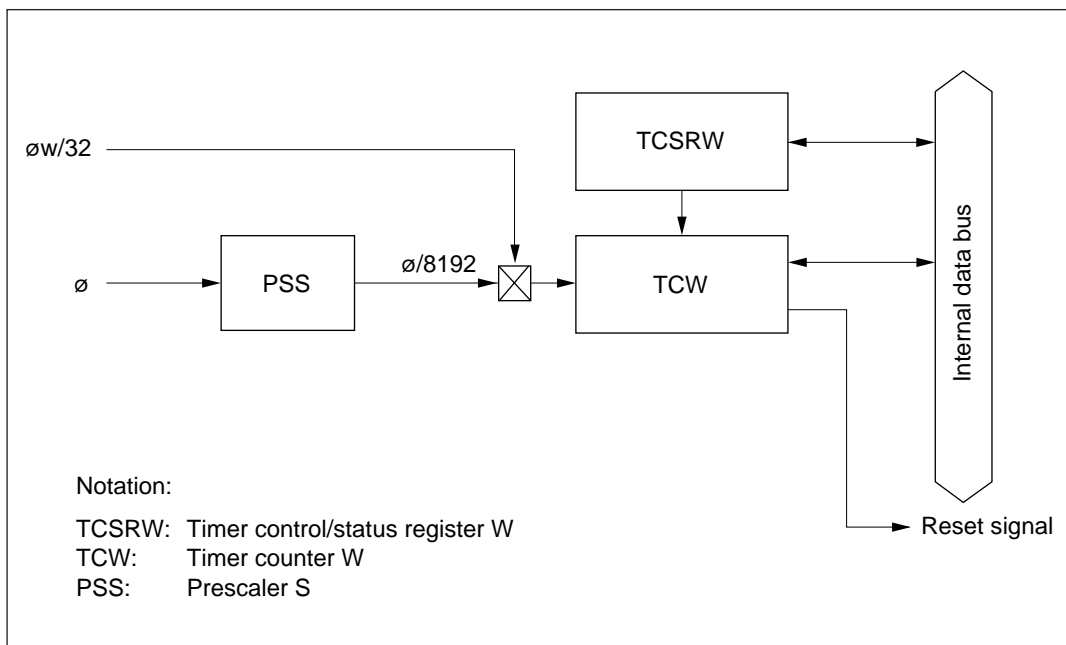 TCSRW
øw/32
ø/8192
ø
PSS
TCW
Internal data bus
Notation:
TCSRW: Timer control/status register W
TCW: Timer counter W
PSS: Prescaler S
Reset signal